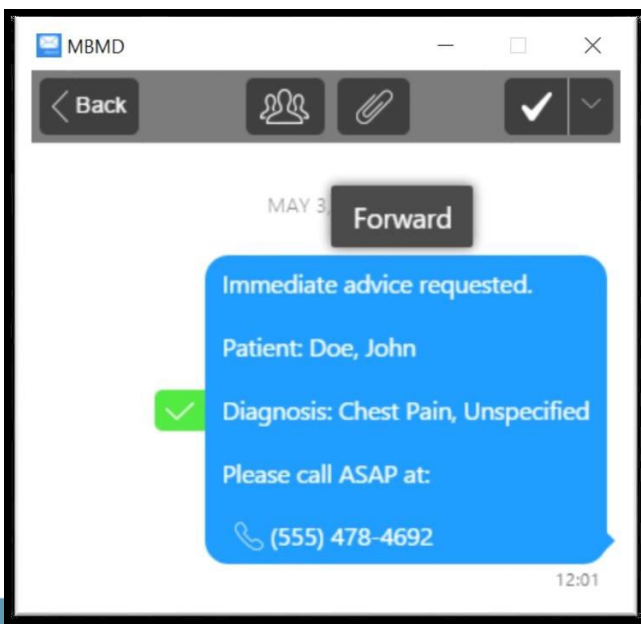 MBMD
Back
MAY 3,
Forward
Immediate advice requested.
Patient: Doe, John
Diagnosis: Chest Pain, Unspecified
Please call ASAP at:
(555) 478-4692
12:01